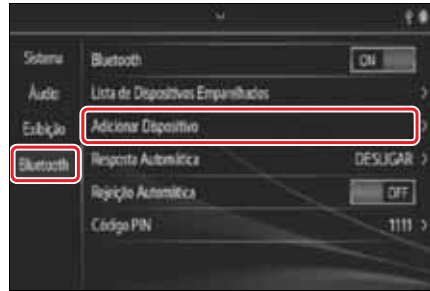 Sistema
Áudio
Exibição
Bluetooth
Bluetooth ON
Lista de Dispositivos Emparelhados
Adicionar Dispositivo
Resposta Automática DESLIGAR
Rejeição Automática OFF
Código PIN 1111